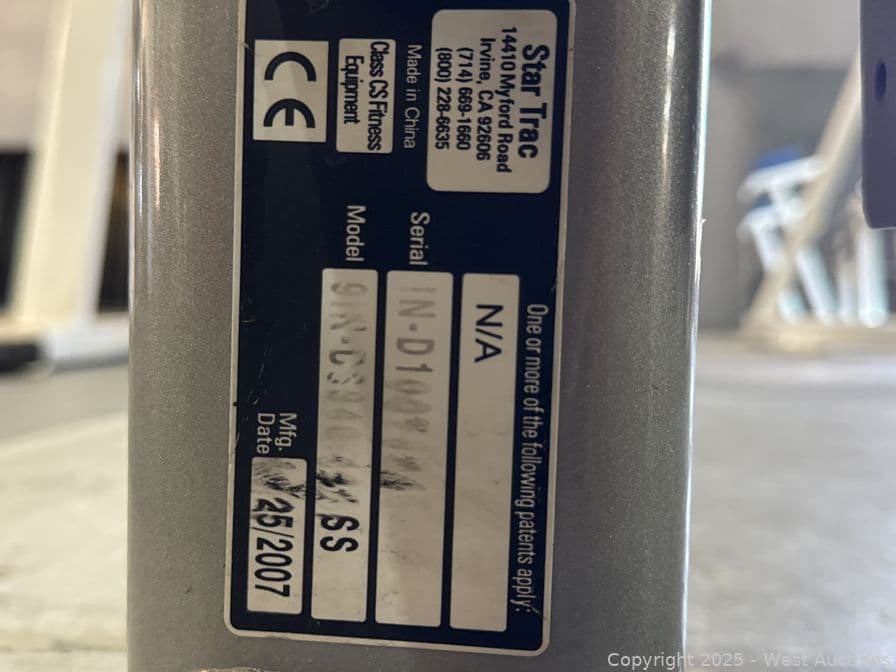 Star Trac
14410 Myford Road
Irvine, CA 92606
(714) 669-1660
(800) 228-6635
Made in China
Class CS Fitness
Equipment
CE
One or more of the following patents apply:
N/A
Serial
Model
SS
Mfg.
Date
25/2007
Copyright 2025 - West Auctions